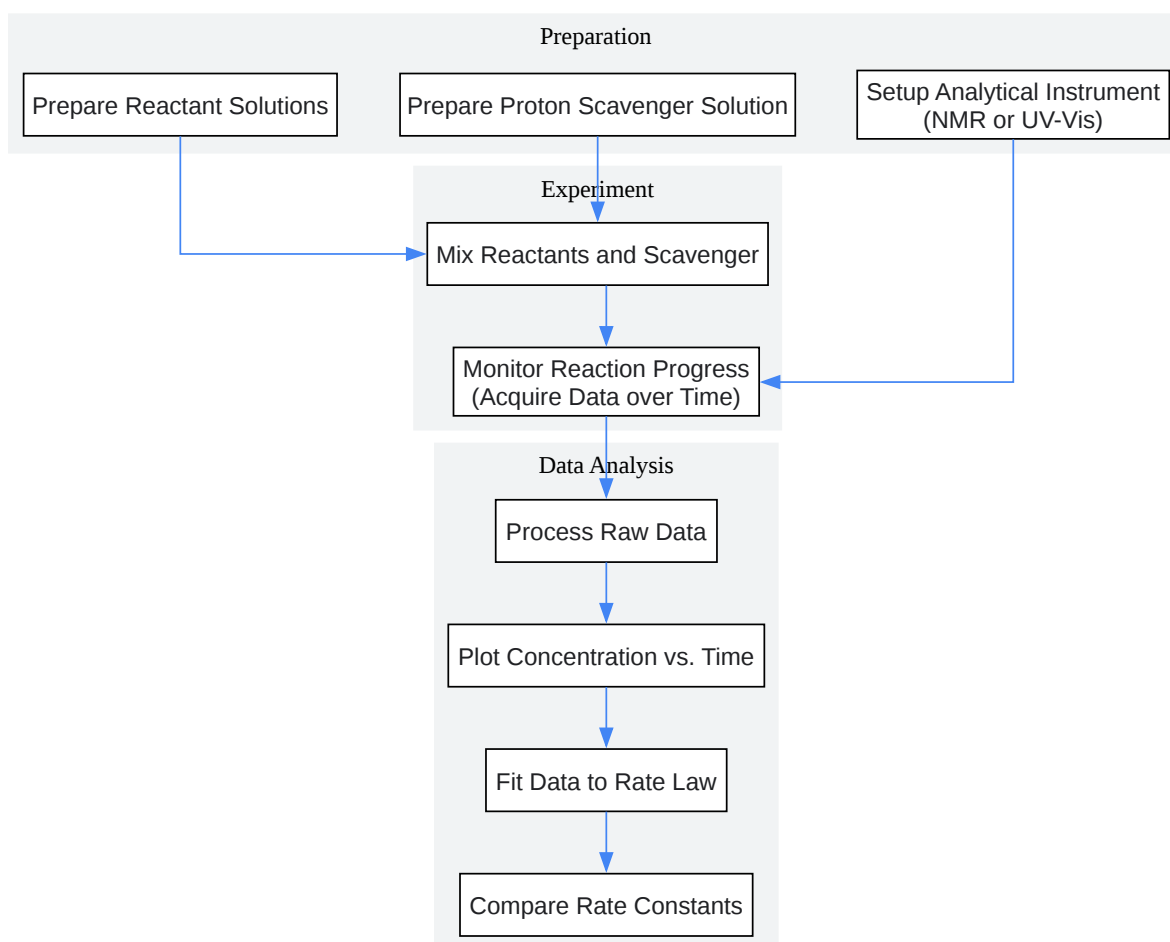 Preparation
Prepare Reactant Solutions
Prepare Proton Scavenger Solution
Setup Analytical Instrument
(NMR or UV-Vis)
Experiment
Mix Reactants and Scavenger
Monitor Reaction Progress
(Acquire Data over Time)
Data Analysis
Process Raw Data
Plot Concentration vs. Time
Fit Data to Rate Law
Compare Rate Constants